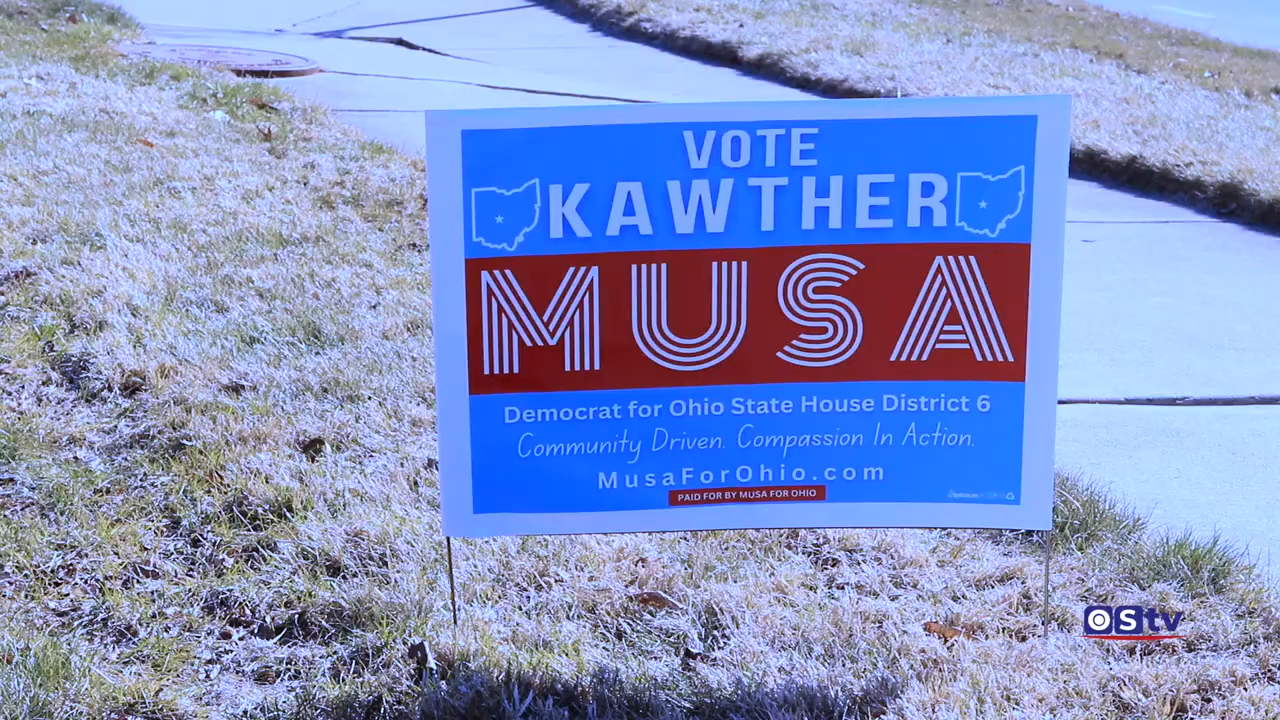 VOTE
KAWTHER
MUSA
Democrat for Ohio State House District 6
Community Driven. Compassion In Action.
MusaForOhio.com
PAID FOR BY MUSA FOR OHIO
OStv